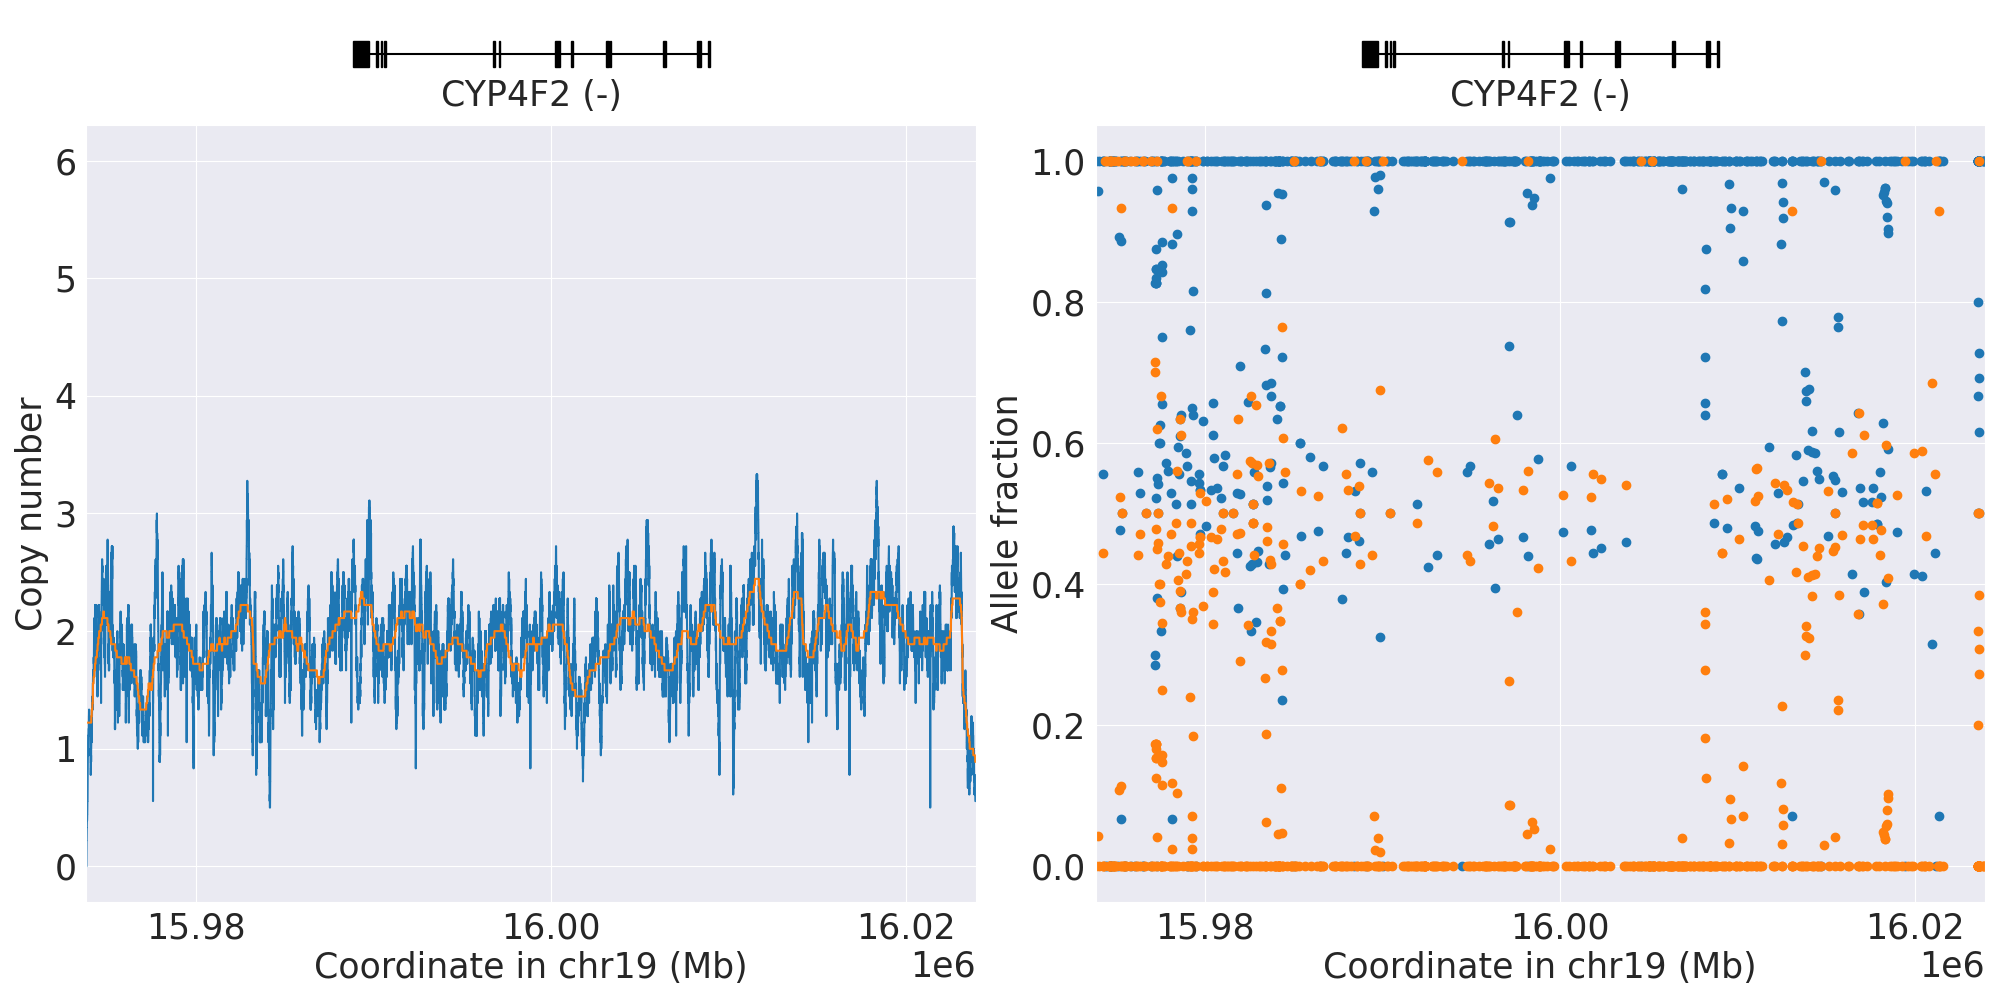 CYP4F2 (-)
6
5
4
3
2
1
0
Copy number
15.98
16.00
16.02
Coordinate in chr19 (Mb)
1e6
CYP4F2 (-)
1.0
0.8
0.6
0.4
0.2
0.0
Allele fraction
15.98
16.00
16.02
Coordinate in chr19 (Mb)
1e6